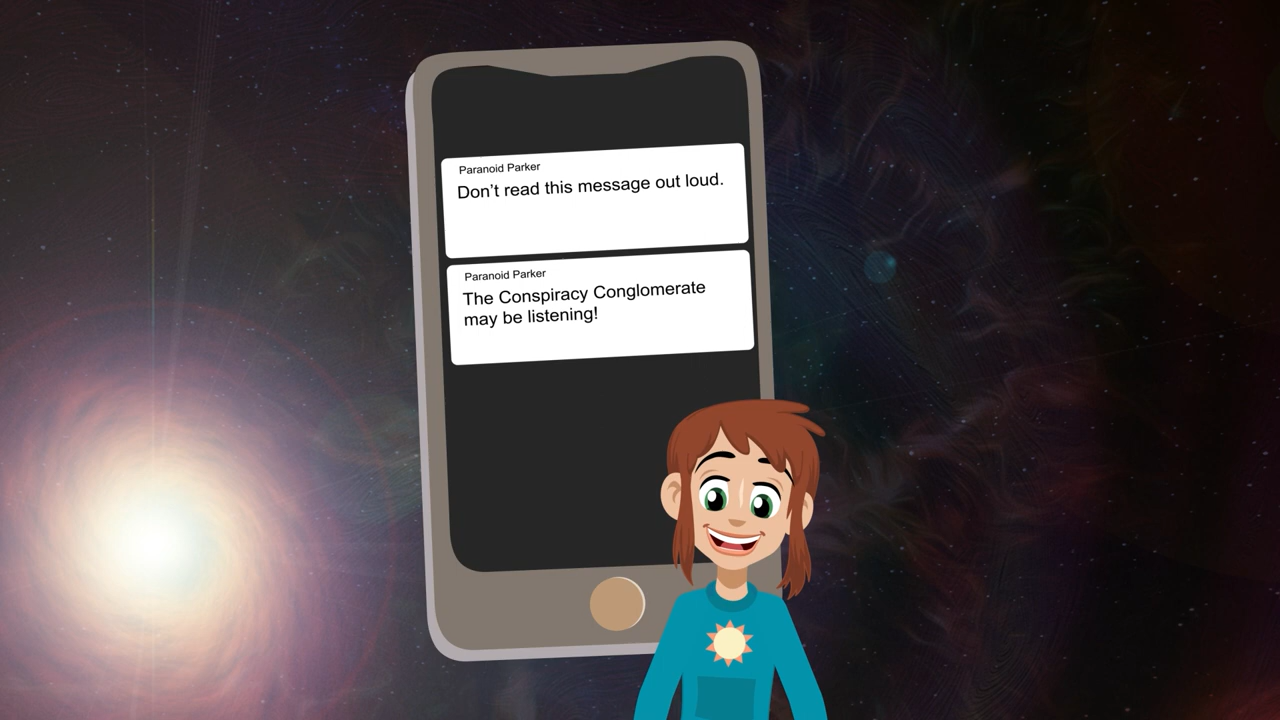 Paranoid Parker
Don’t read this message out loud.
Paranoid Parker
The Conspiracy Conglomerate
may be listening!